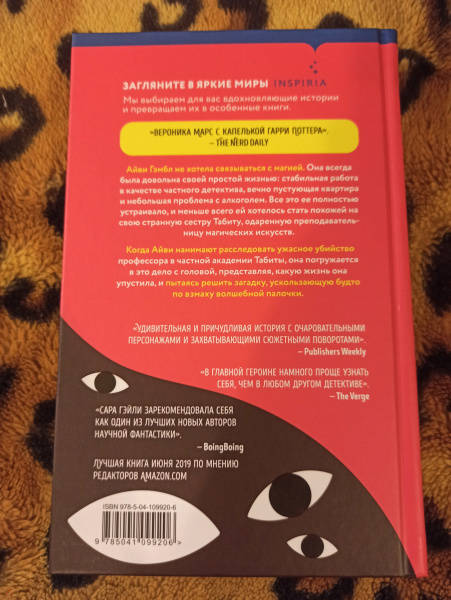 ЗАГЛЯНИТЕ В ЯРКИЕ МИРЫ INSPIRIA
Мы выбираем для вас вдохновляющие истории
и превращаем их в особенные книги.
«ВЕРОНИКА МАРС С КАПЕЛЬКОЙ ГАРРИ ПОТТЕРА».
– THE NERD DAILY
Айви Гэмбл не хотела связываться с магией. Она всегда
была довольна своей простой жизнью: стабильная работа
в качестве частного детектива, вечно пустующая квартира
и небольшая проблема с алкоголем. Все это ее полностью
устраивало, и меньше всего ей хотелось стать похожей на
свою странную сестру Табиту, одаренную преподаватель-
ницу магических искусств.
Когда Айви нанимают расследовать ужасное убийство
профессора в частной академии Табиты, она погружается
в это дело с головой, представляя, какую жизнь она
упустила, и пытаясь решить загадку, ускользающую будто
по взмаху волшебной палочки.
«УДИВИТЕЛЬНАЯ И ПРИЧУДЛИВАЯ ИСТОРИЯ С ОЧАРОВАТЕЛЬНЫМИ
ПЕРСОНАЖАМИ И ЗАХВАТЫВАЮЩИМИ СЮЖЕТНЫМИ ПОВОРОТАМИ».
– Publishers Weekly
«В ГЛАВНОЙ ГЕРОИНЕ НАМНОГО ПРОЩЕ УЗНАТЬ
СЕБЯ, ЧЕМ В ЛЮБОМ ДРУГОМ ДЕТЕКТИВЕ».
– The Verge
«САРА ГЭЙЛИ ЗАРЕКОМЕНДОВАЛА СЕБЯ
КАК ОДИН ИЗ ЛУЧШИХ НОВЫХ АВТОРОВ
НАУЧНОЙ ФАНТАСТИКИ».
– BoingBoing
ЛУЧШАЯ КНИГА ИЮНЯ 2019 ПО МНЕНИЮ
РЕДАКТОРОВ AMAZON.COM
ISBN 978-5-04-109920-6
9 785041 099206 >